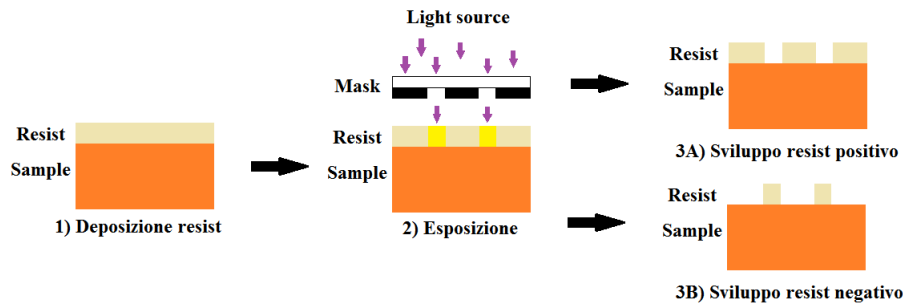 Resist
Sample
1) Deposizione resist
Light source
Mask
Resist
Sample
2) Esposizione
Resist
Sample
3A) Sviluppo resist positivo
Resist
Sample
3B) Sviluppo resist negativo